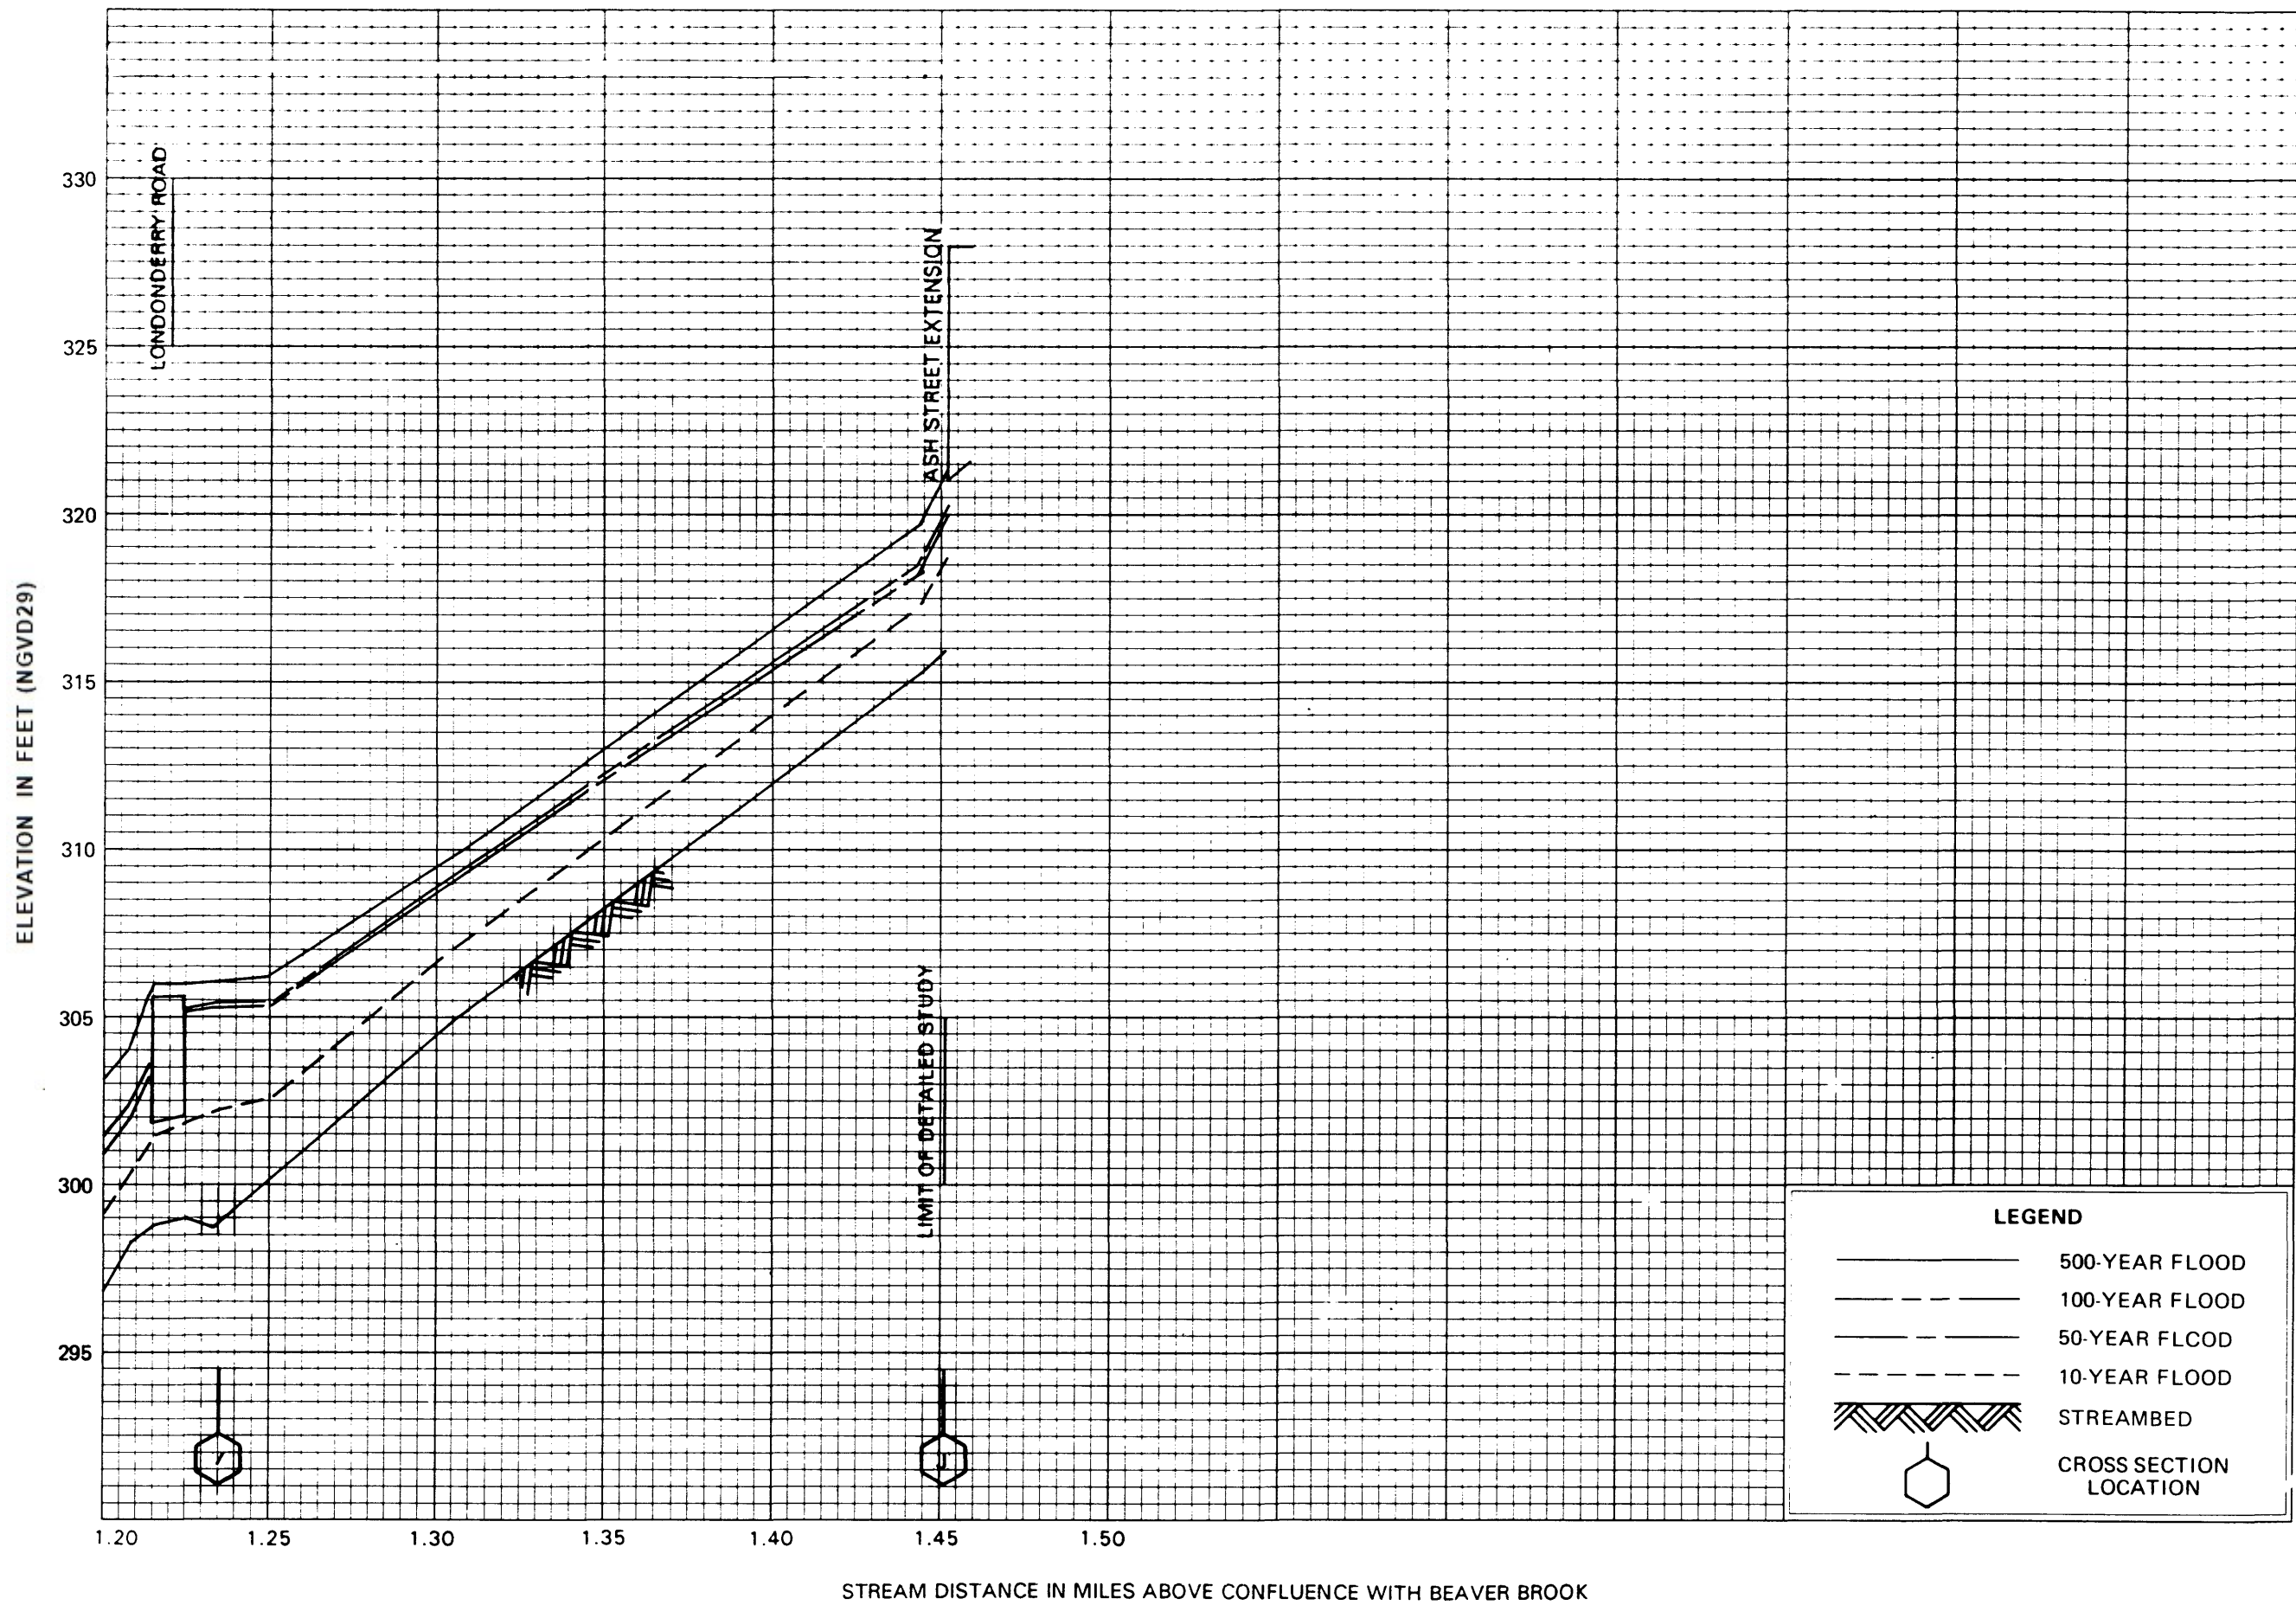 LONDONDERRY ROAD
ASH STREET EXTENSION
LIMIT OF DETAILED STUDY
ELEVATION IN FEET (NGVD29)
330
325
320
315
310
305
300
295
J
1.20
1.25
1.30
1.35
1.40
1.45
1.50
STREAM DISTANCE IN MILES ABOVE CONFLUENCE WITH BEAVER BROOK
LEGEND
500-YEAR FLOOD
100-YEAR FLOOD
50-YEAR FLCOD
10-YEAR FLOOD
STREAMBED
CROSS SECTION
LOCATION